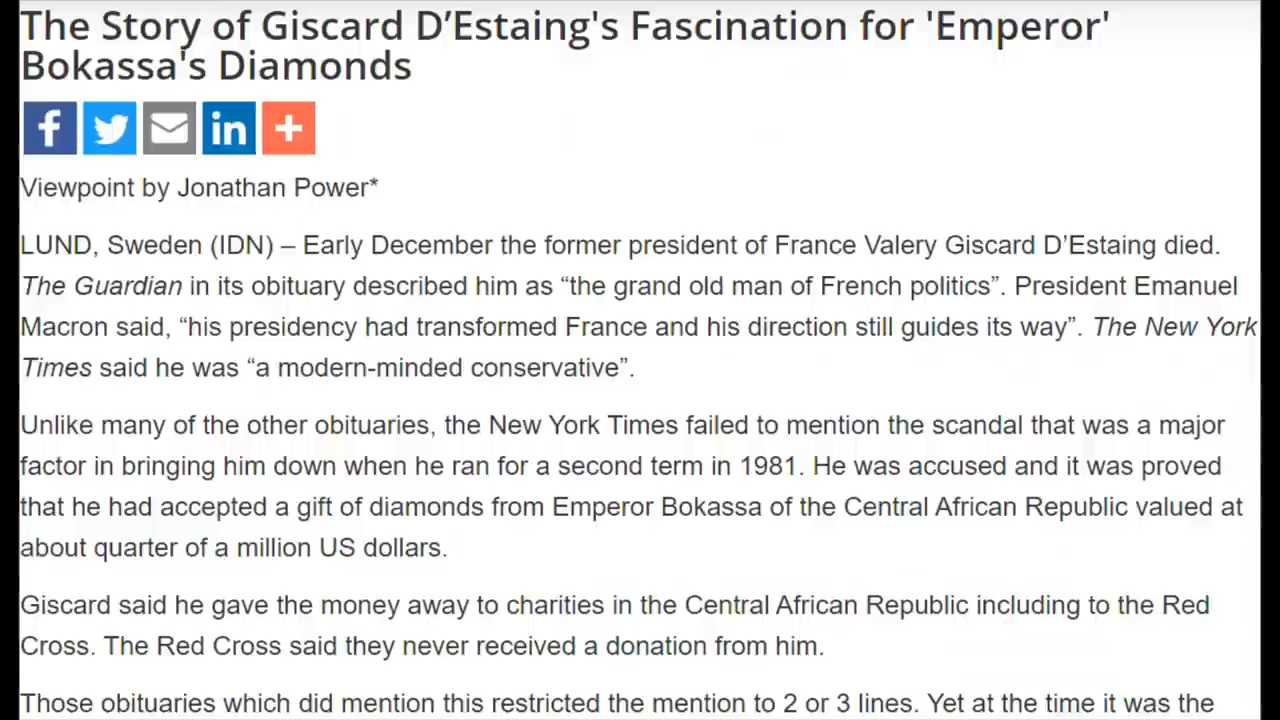 The Story of Giscard D’Estaing's Fascination for 'Emperor'
Bokassa's Diamonds
Viewpoint by Jonathan Power*
LUND, Sweden (IDN) – Early December the former president of France Valery Giscard D’Estaing died.
The Guardian in its obituary described him as “the grand old man of French politics”. President Emanuel
Macron said, “his presidency had transformed France and his direction still guides its way”. The New York
Times said he was “a modern-minded conservative”.
Unlike many of the other obituaries, the New York Times failed to mention the scandal that was a major
factor in bringing him down when he ran for a second term in 1981. He was accused and it was proved
that he had accepted a gift of diamonds from Emperor Bokassa of the Central African Republic valued at
about quarter of a million US dollars.
Giscard said he gave the money away to charities in the Central African Republic including to the Red
Cross. The Red Cross said they never received a donation from him.
Those obituaries which did mention this restricted the mention to 2 or 3 lines. Yet at the time it was the